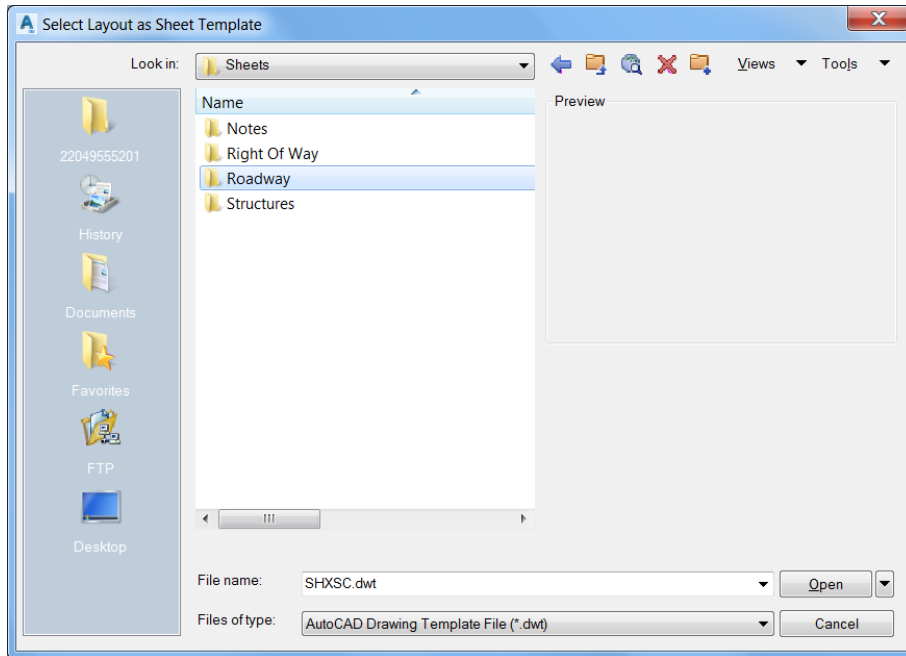 Select Layout as Sheet Template
Look in:
Sheets
Views
Tools
22049555201
History
Documents
Favorites
FTP
Desktop
Name
Notes
Right Of Way
Roadway
Structures
Preview
File name:
SHXSC.dwt
Open
Files of type:
AutoCAD Drawing Template File (*.dwt)
Cancel